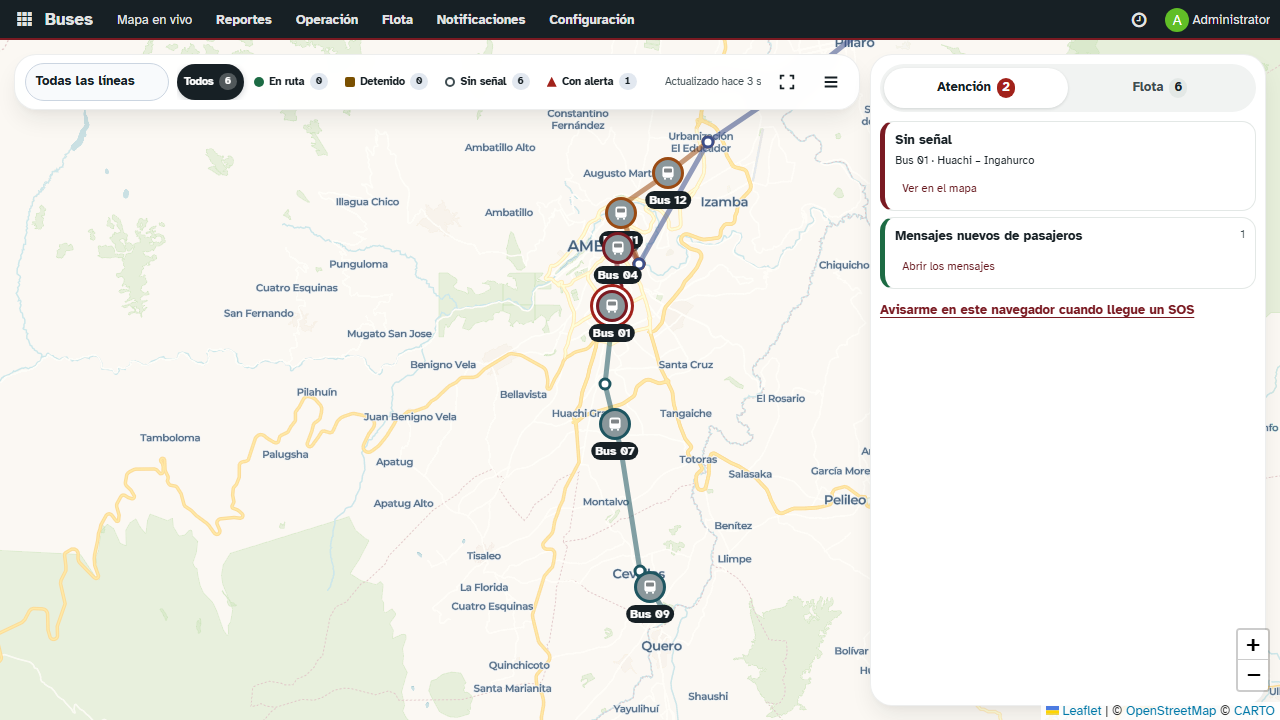 Buses
Mapa en vivo
Reportes
Operación
Flota
Notificaciones
Configuración
A
Administrator
Todas las líneas
Todos 6
En ruta 0
Detenido 0
Sin señal 6
Con alerta 1
Actualizado hace 3 s
Atención 2
Flota 6
Sin señal
Bus 01 · Huachi – Ingahurco
Ver en el mapa
Mensajes nuevos de pasajeros
1
Abrir los mensajes
Avisarme en este navegador cuando llegue un SOS
Píllaro
Constantino
Fernández
Urbanización
El Educador
Ambatillo Alto
Augusto
Bus 12
Illagua Chico
Izamba
Ambatillo
Bus 04
Punguloma
Chiquicho
Cuatro Esquinas
San Fernando
Bus 01
Mugato San Jose
Benigno Vela
Santa Cruz
Pilahuín
Bellavista
El Rosario
Juan Benigno Vela
Huachi
Tangaiche
Tamboloma
Bus 07
Palugsha
Apatug
Totoras
Salasaka
García
Apatug Alto
Montalvo
Pelileo
Benítez
Tisaleo
Llimpe
La Florida
Cuatro Esquinas
Bus 09
Quero
Bolívar
Quinchicoto
Santa Marianita
Shaushi
Yayulihuí
+
−
Leaflet | © OpenStreetMap © CARTO